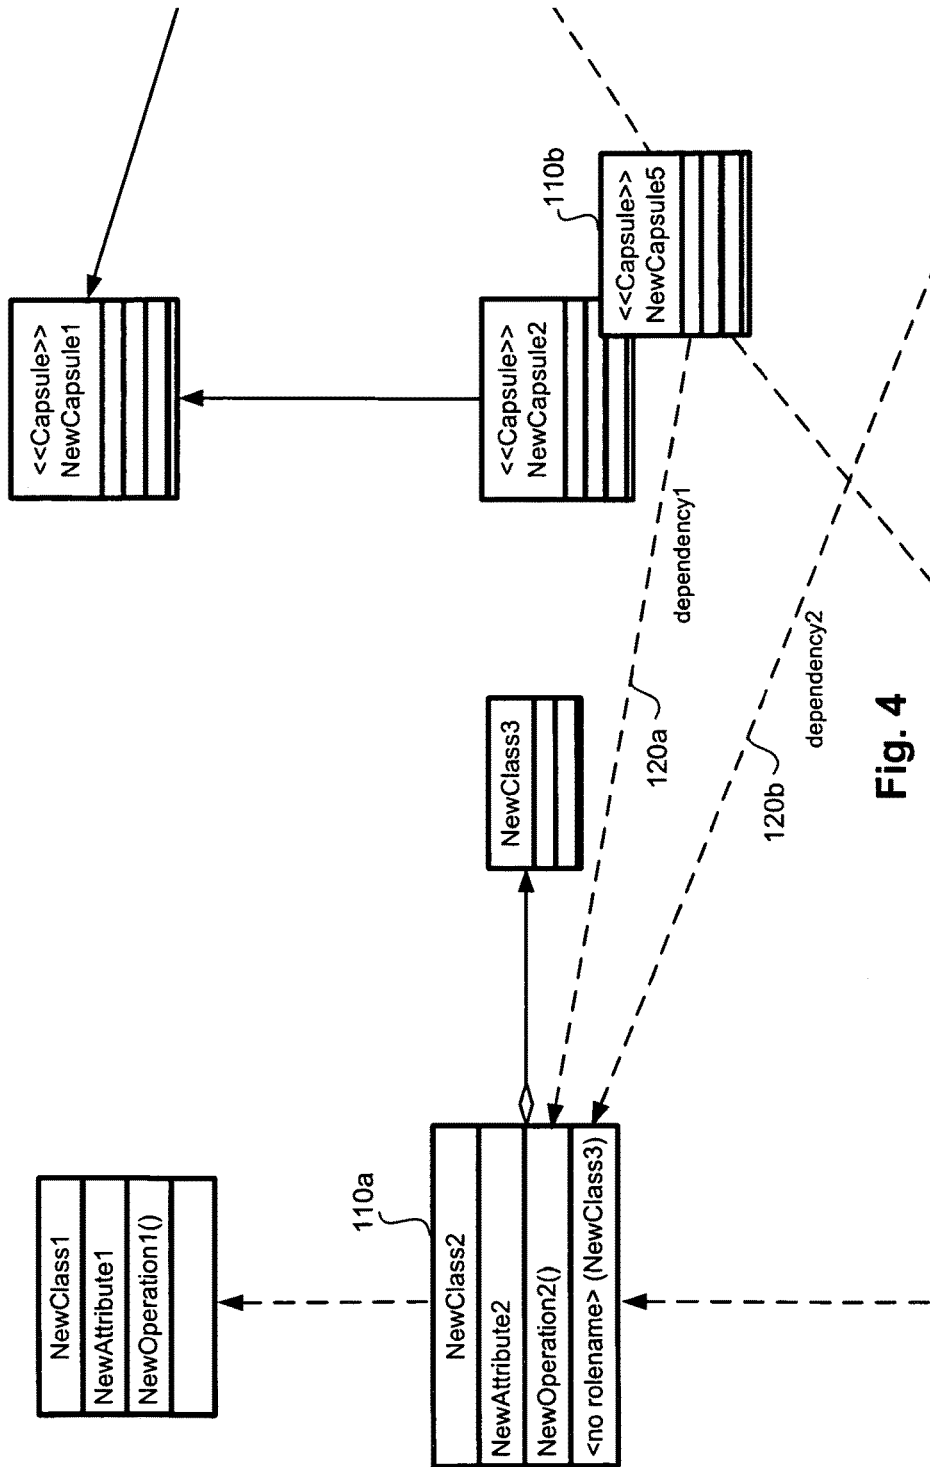 NewClass1
NewAttribute1
NewOperation1()
110a
NewClass2
NewAttribute2
NewOperation2()
<no rolename> (NewClass3)
NewClass3
<<Capsule>>
NewCapsule1
<<Capsule>>
NewCapsule2
110b
<<Capsule>>
NewCapsule5
120a
dependency1
120b
dependency2
Fig. 4